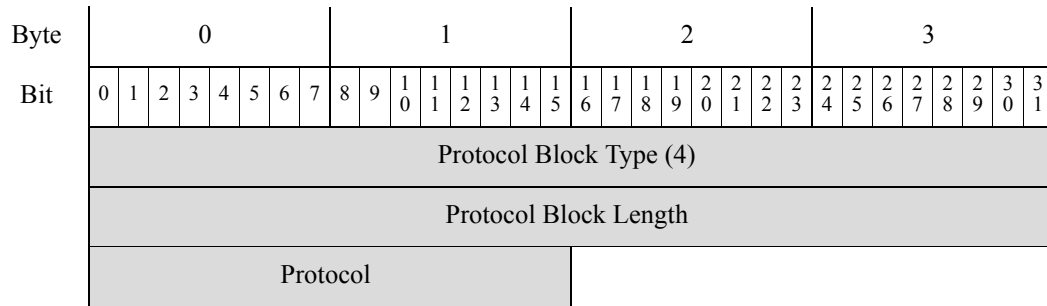 Byte 0 1 2 3
Bit 0 1 2 3 4 5 6 7 8 9 10 11 12 13 14 15 16 17 18 19 20 21 22 23 24 25 26 27 28 29 30 31
Protocol Block Type (4)
Protocol Block Length
Protocol